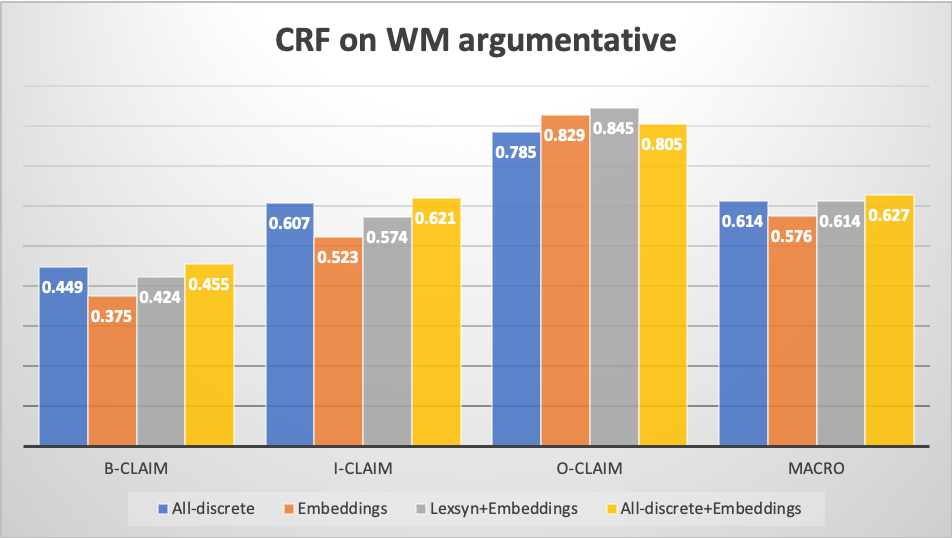 CRF on WM argumentative
0.449 0.375 0.424 0.455
0.607 0.523 0.574 0.621
0.785 0.829 0.845 0.805
0.614 0.576 0.614 0.627
B-CLAIM I-CLAIM O-CLAIM MACRO
All-discrete Embeddings Lexsyn+Embeddings All-discrete+Embeddings